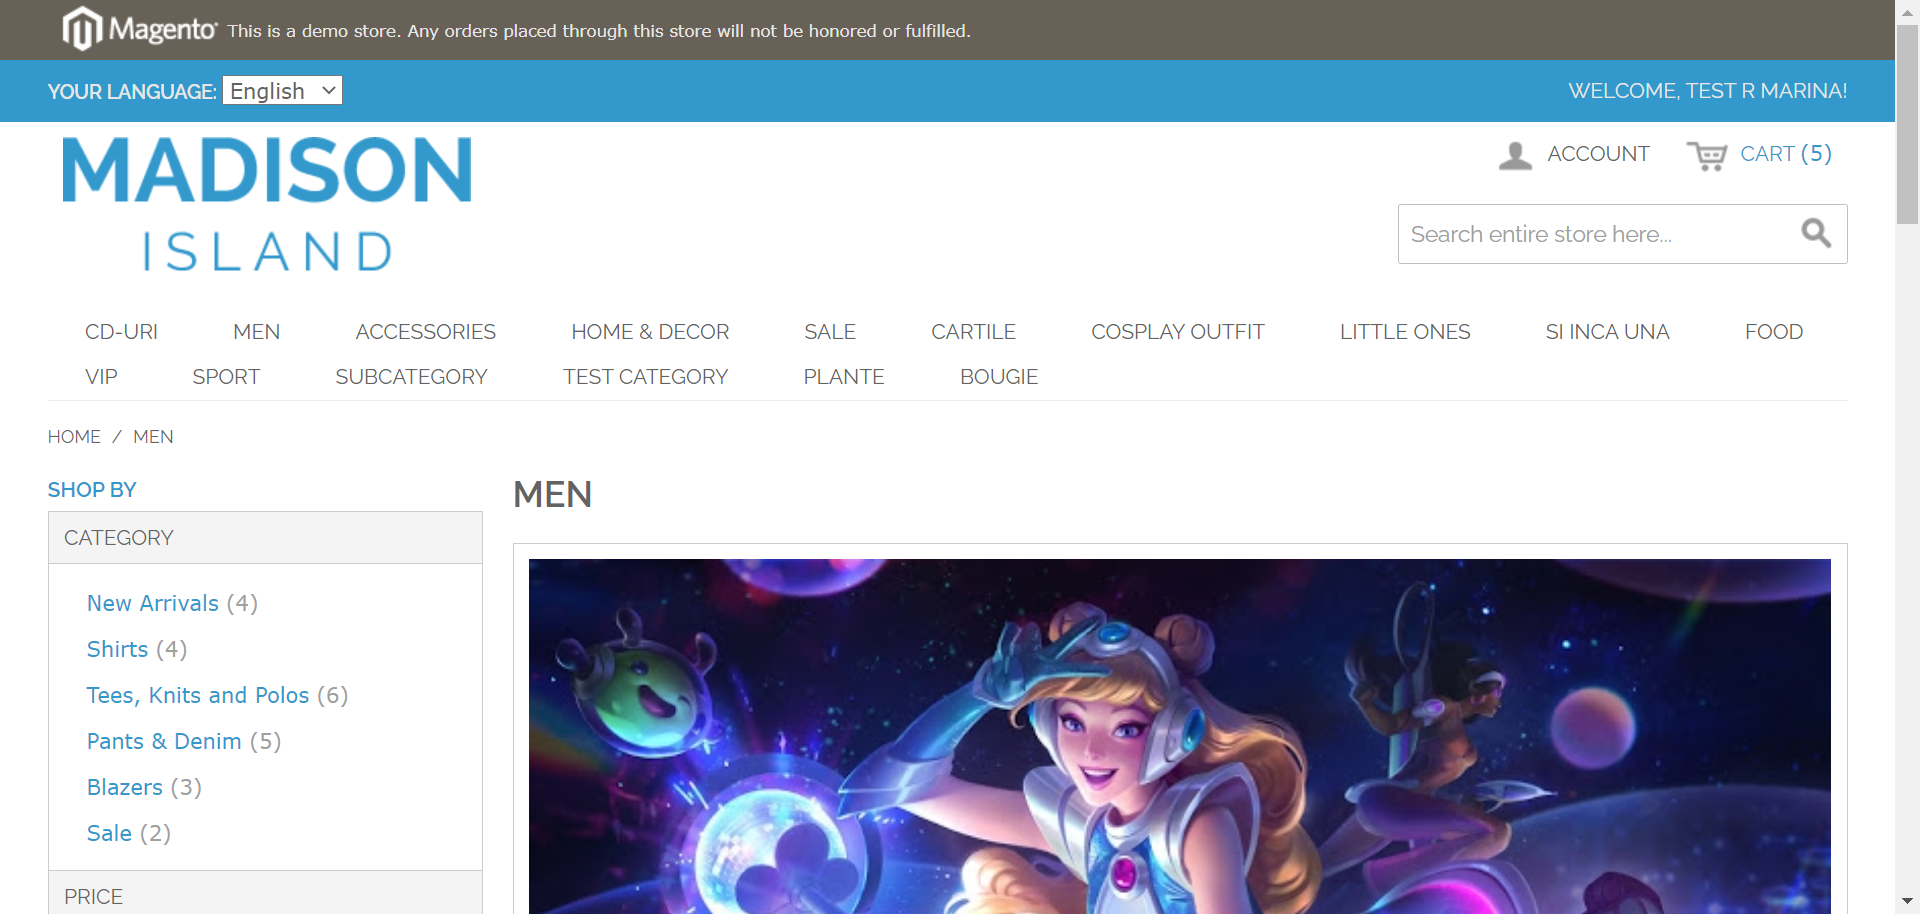 Magento® This is a demo store. Any orders placed through this store will not be honored or fulfilled.
YOUR LANGUAGE: English WELCOME, TEST R MARINA!
MADISON
ISLAND
ACCOUNT CART (5)
Search entire store here...
CD-URI MEN ACCESSORIES HOME & DECOR SALE CARTILE COSPLAY OUTFIT LITTLE ONES SI INCA UNA FOOD
VIP SPORT SUBCATEGORY TEST CATEGORY PLANTE BOUGIE
HOME / MEN
SHOP BY
MEN
CATEGORY
New Arrivals (4)
Shirts (4)
Tees, Knits and Polos (6)
Pants & Denim (5)
Blazers (3)
Sale (2)
PRICE